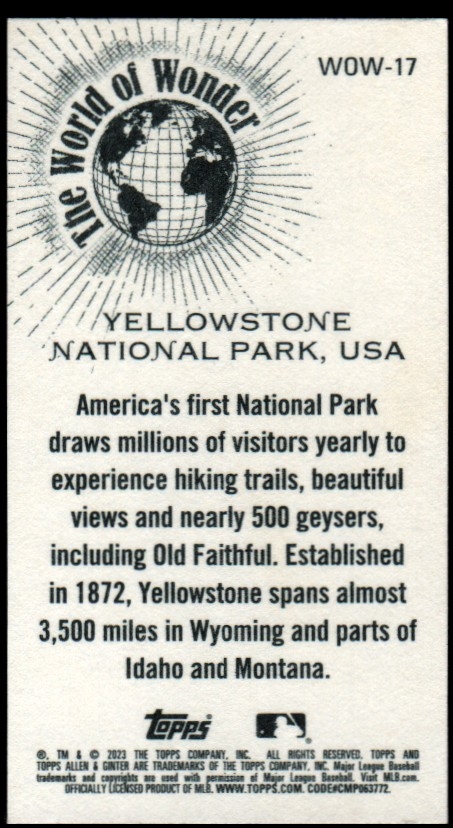 The World of Wonder
WOW-17
YELLOWSTONE
NATIONAL PARK, USA
America's first National Park
draws millions of visitors yearly to
experience hiking trails, beautiful
views and nearly 500 geysers,
including Old Faithful. Established
in 1872, Yellowstone spans almost
3,500 miles in Wyoming and parts of
Idaho and Montana.
topps ®
®, TM & © 2023 THE TOPPS COMPANY, INC. ALL RIGHTS RESERVED. TOPPS AND
TOPPS ALLEN & GINTER ARE TRADEMARKS OF THE TOPPS COMPANY, INC. Major League Baseball
trademarks and copyrights are used with permission of Major League Baseball. Visit MLB.com.
OFFICIALLY LICENSED PRODUCT OF MLB. WWW.TOPPS.COM. CODE#CMP063772.